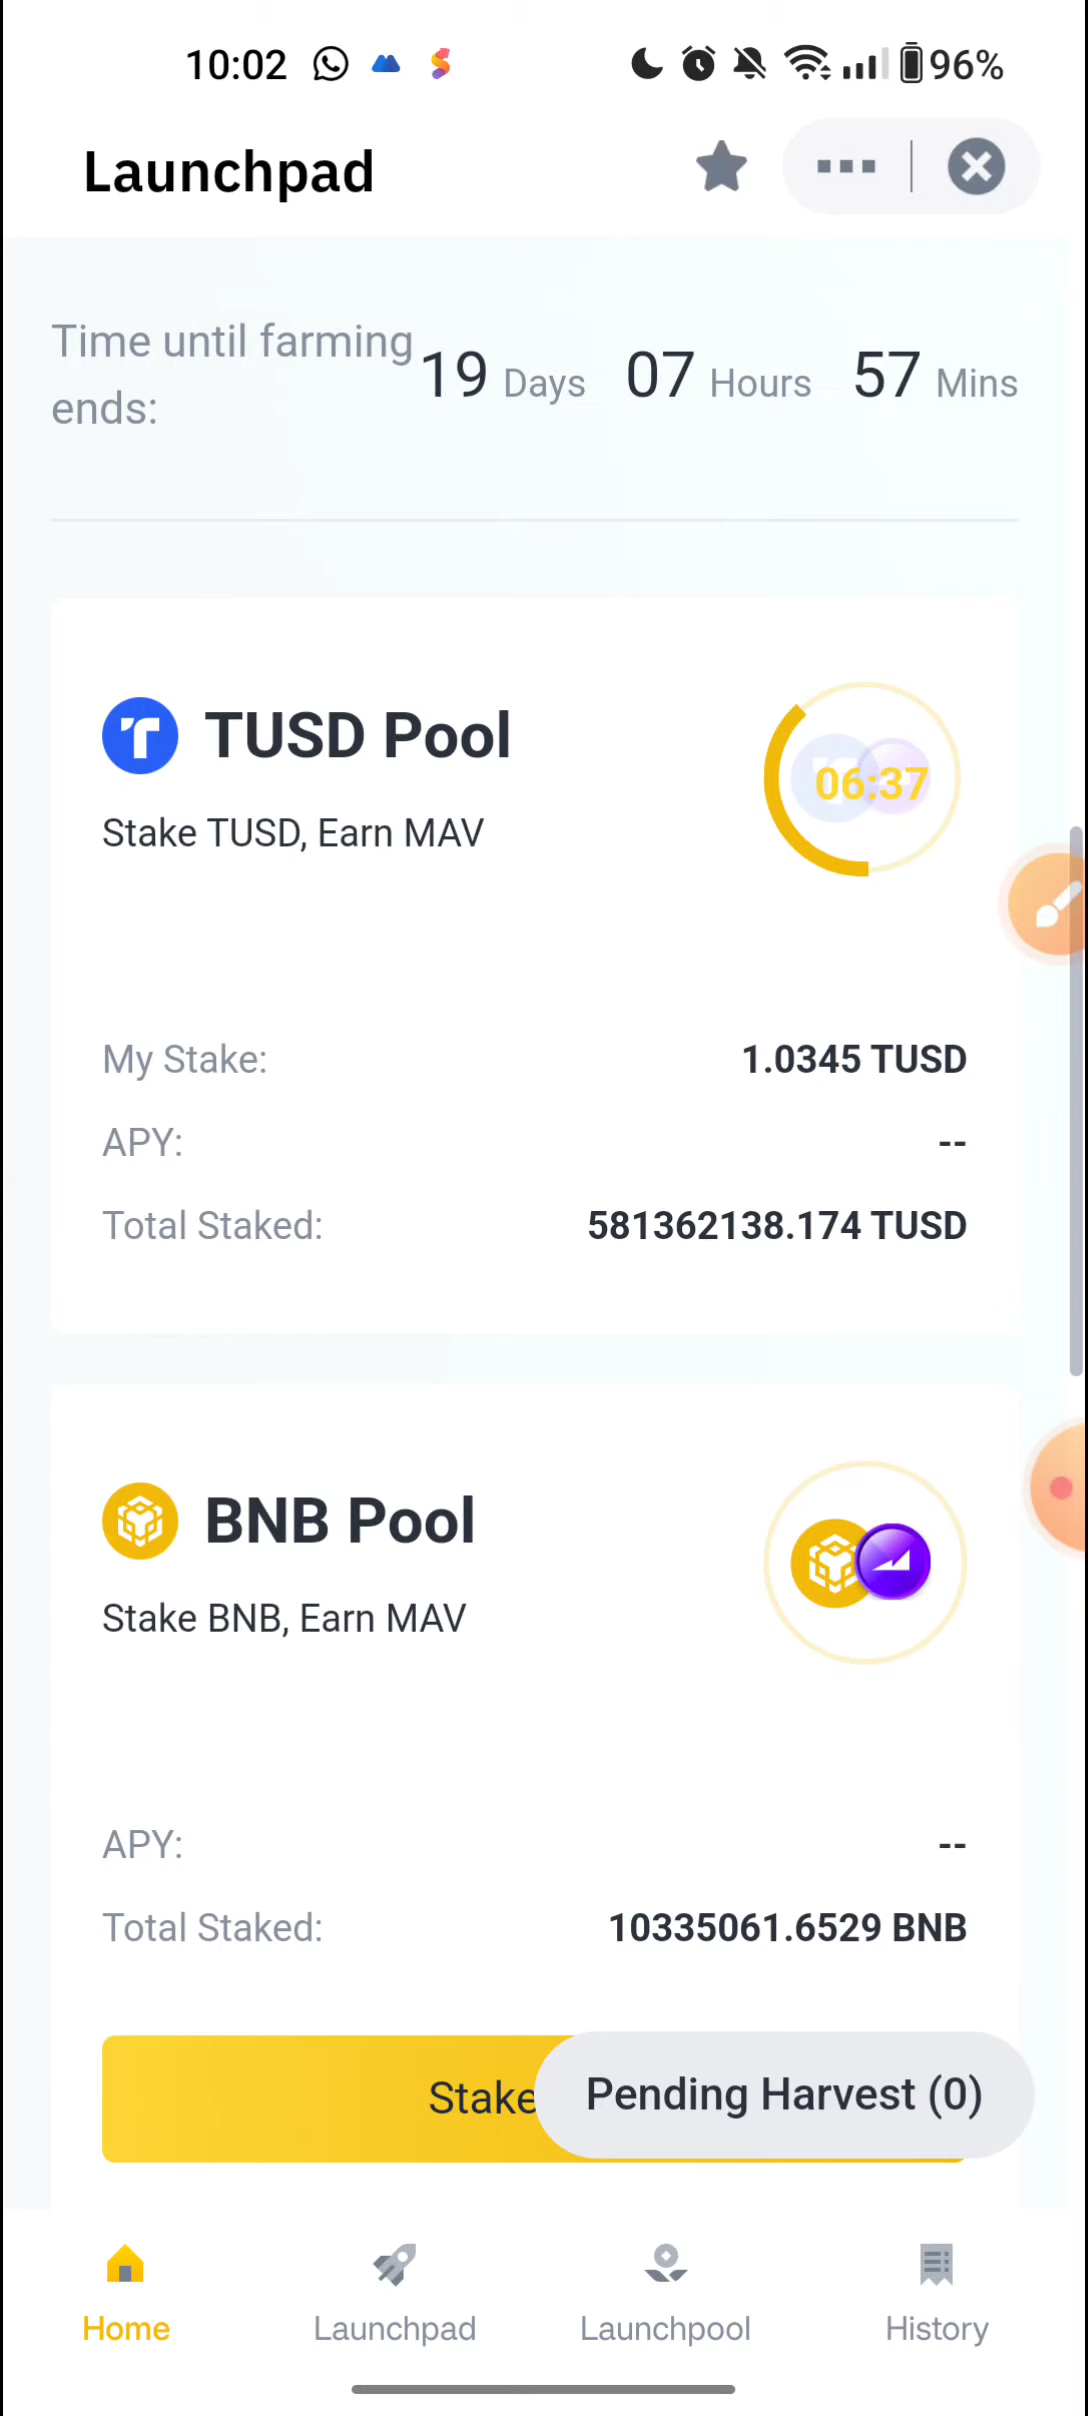 10:02
96%
Launchpad
Time until farming ends:
19 Days 07 Hours 57 Mins
TUSD Pool
06:37
Stake TUSD, Earn MAV
My Stake: 1.0345 TUSD
APY: --
Total Staked: 581362138.174 TUSD
BNB Pool
Stake BNB, Earn MAV
APY: --
Total Staked: 10335061.6529 BNB
Stake
Pending Harvest (0)
Home Launchpad Launchpool History